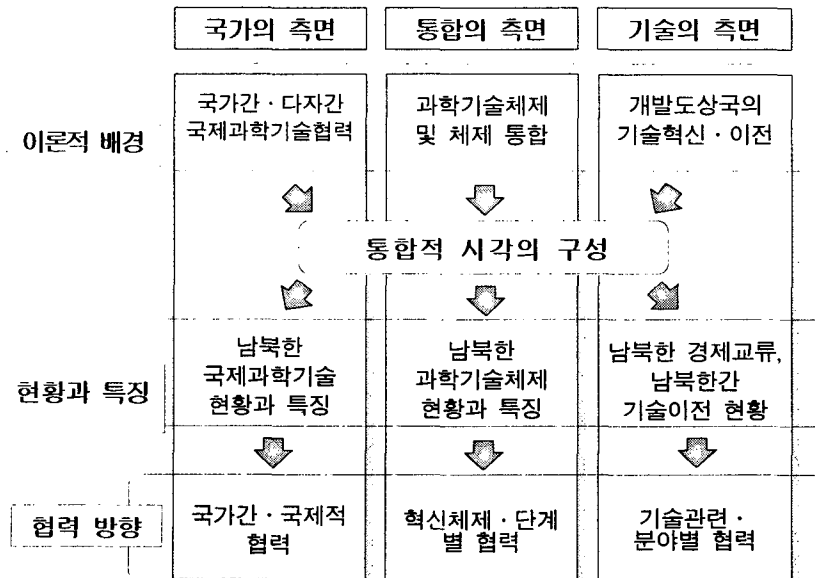 국가의 측면
통합의 측면
기술의 측면
이론적 배경
국가간 · 다자간
국제과학기술협력
과학기술체제
및 체제 통합
개발도상국의
기술혁신 · 이전
통합적 시각의 구성
현황과 특징
남북한
국제과학기술
현황과 특징
남북한
과학기술체제
현황과 특징
남북한 경제교류,
남북한간
기술이전 현황
협력 방향
국가간 · 국제적
협력
혁신체제 · 단계
별 협력
기술관련 ·
분야별 협력